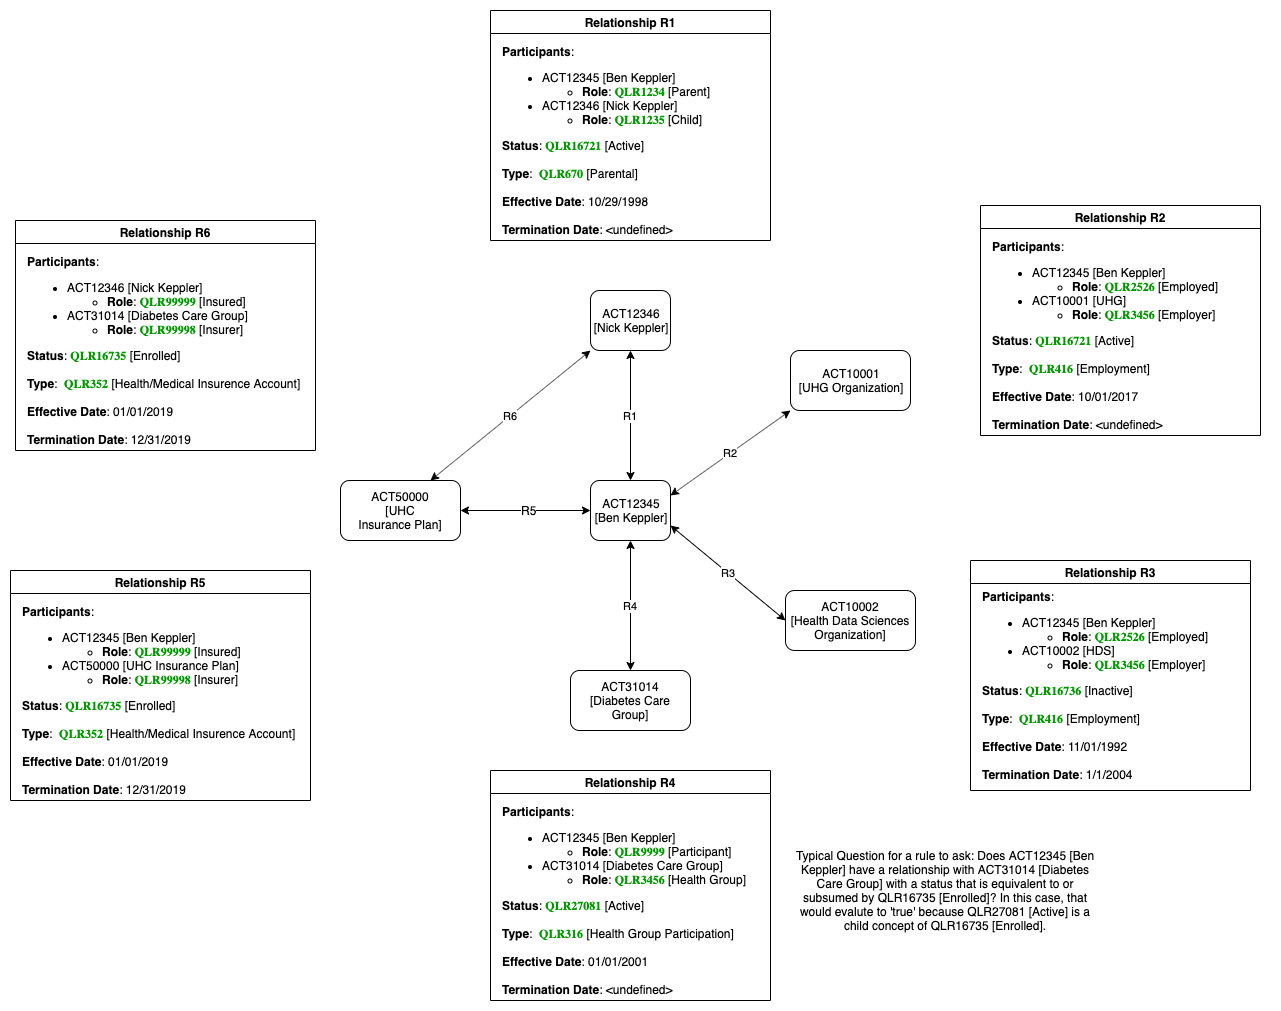 Relationship R1
Participants:
ACT12345 [Ben Keppler]
Role: QLR1234 [Parent]
ACT12346 [Nick Keppler]
Role: QLR1235 [Child]
Status: QLR16721 [Active]
Type: QLR670 [Parental]
Effective Date: 10/29/1998
Termination Date: <undefined>
Relationship R6
Participants:
ACT12346 [Nick Keppler]
Role: QLR99999 [Insured]
ACT31014 [Diabetes Care Group]
Role: QLR99998 [Insurer]
Status: QLR16735 [Enrolled]
Type: QLR352 [Health/Medical Insurence Account]
Effective Date: 01/01/2019
Termination Date: 12/31/2019
Relationship R2
Participants:
ACT12345 [Ben Keppler]
Role: QLR2526 [Employed]
ACT10001 [UHG]
Role: QLR3456 [Employer]
Status: QLR16721 [Active]
Type: QLR416 [Employment]
Effective Date: 10/01/2017
Termination Date: <undefined>
ACT12346
[Nick Keppler]
ACT10001
[UHG Organization]
R6
R1
R2
ACT50000
[UHC
Insurance Plan]
R5
ACT12345
[Ben Keppler]
R3
R4
ACT10002
[Health Data Sciences
Organization]
ACT31014
[Diabetes Care
Group]
Relationship R5
Participants:
ACT12345 [Ben Keppler]
Role: QLR99999 [Insured]
ACT50000 [UHC Insurance Plan]
Role: QLR99998 [Insurer]
Status: QLR16735 [Enrolled]
Type: QLR352 [Health/Medical Insurence Account]
Effective Date: 01/01/2019
Termination Date: 12/31/2019
Relationship R3
Participants:
ACT12345 [Ben Keppler]
Role: QLR2526 [Employed]
ACT10002 [HDS]
Role: QLR3456 [Employer]
Status: QLR16736 [Inactive]
Type: QLR416 [Employment]
Effective Date: 11/01/1992
Termination Date: 1/1/2004
Relationship R4
Participants:
ACT12345 [Ben Keppler]
Role: QLR9999 [Participant]
ACT31014 [Diabetes Care Group]
Role: QLR3456 [Health Group]
Status: QLR27081 [Active]
Type: QLR316 [Health Group Participation]
Effective Date: 01/01/2001
Termination Date: <undefined>
Typical Question for a rule to ask: Does ACT12345 [Ben
Keppler] have a relationship with ACT31014 [Diabetes
Care Group] with a status that is equivalent to or
subsumed by QLR16735 [Enrolled]? In this case, that
would evalute to 'true' because QLR27081 [Active] is a
child concept of QLR16735 [Enrolled].